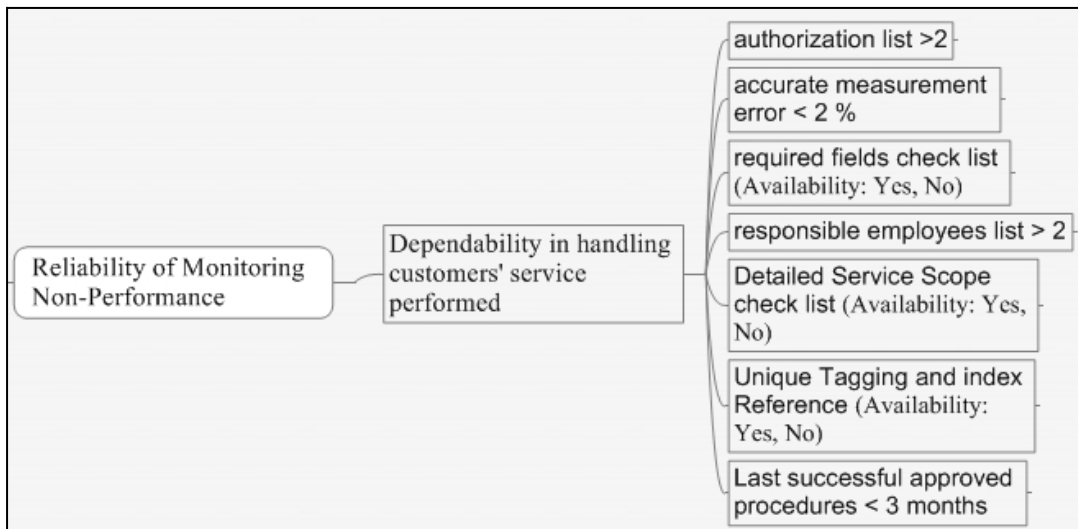 Reliability of Monitoring
Non-Performance
Dependability in handling
customers' service
performed
authorization list >2
accurate measurement
error < 2 %
required fields check list
(Availability: Yes, No)
responsible employees list > 2
Detailed Service Scope
check list (Availability: Yes,
No)
Unique Tagging and index
Reference (Availability:
Yes, No)
Last successful approved
procedures < 3 months